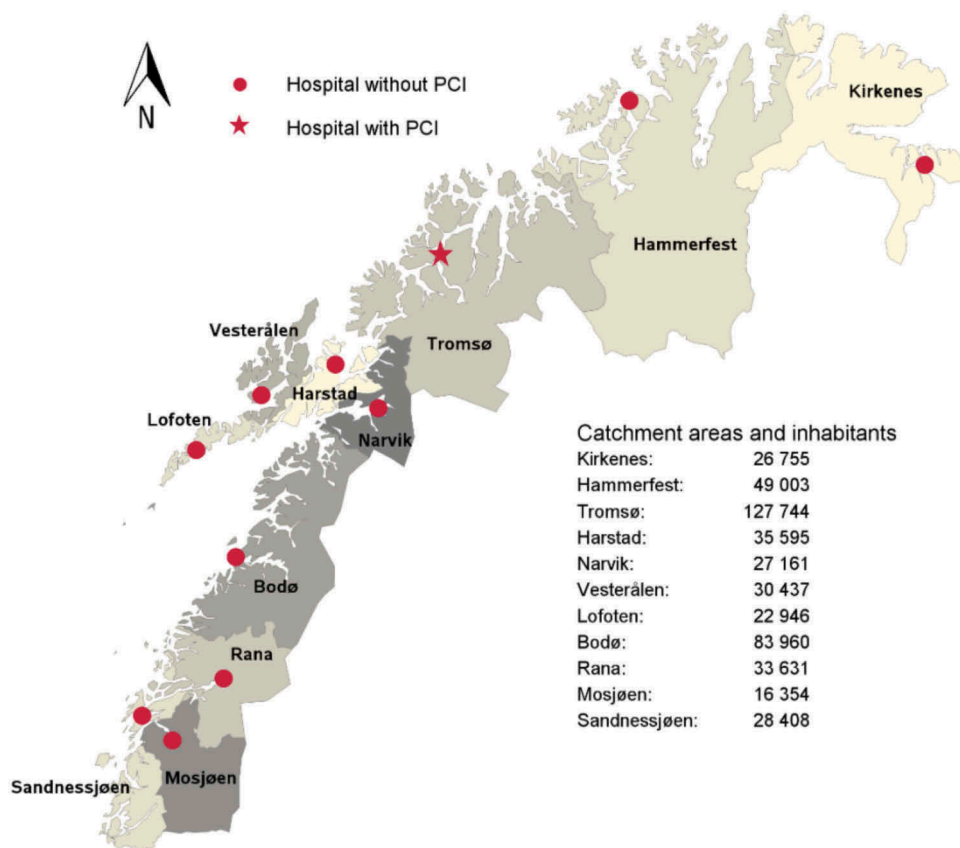 N
Hospital without PCI
Hospital with PCI
Kirkenes
Hammerfest
Tromsø
Vesterålen
Harstad
Lofoten
Narvik
Bodø
Rana
Mosjøen
Sandnessjøen
Catchment areas and inhabitants
Kirkenes: 26 755
Hammerfest: 49 003
Tromsø: 127 744
Harstad: 35 595
Narvik: 27 161
Vesterålen: 30 437
Lofoten: 22 946
Bodø: 83 960
Rana: 33 631
Mosjøen: 16 354
Sandnessjøen: 28 408